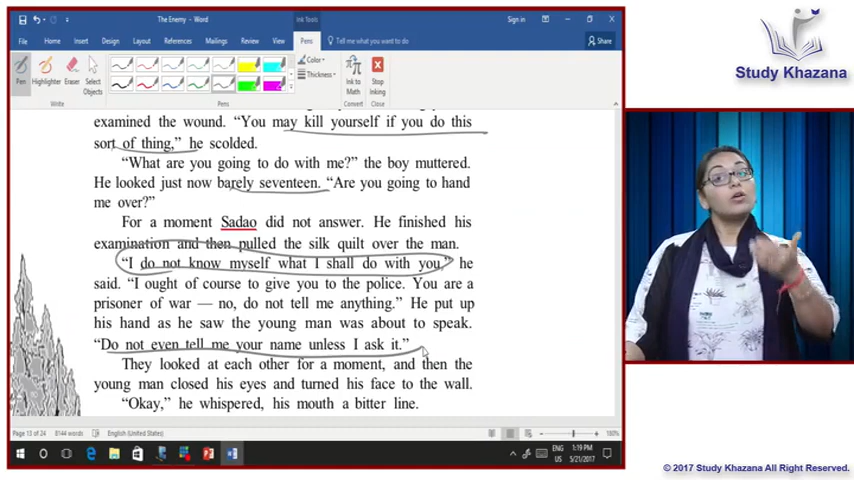 The Enemy - Word
Ink Tools
Sign in
File
Home
Insert
Design
Layout
References
Mailings
Review
View
Pens
Tell me what you want to do
Share
Pen
Highlighter
Eraser
Select Objects
Color
Thickness
Ink to Math
Stop Inking
Write
Pens
Convert
Close
Study Khazana
examined the wound. “You may kill yourself if you do this
sort of thing,” he scolded.
“What are you going to do with me?” the boy muttered.
He looked just now barely seventeen. “Are you going to hand
me over?”
For a moment Sadao did not answer. He finished his
examination and then pulled the silk quilt over the man.
“I do not know myself what I shall do with you,” he
said. “I ought of course to give you to the police. You are a
prisoner of war — no, do not tell me anything.” He put up
his hand as he saw the young man was about to speak.
“Do not even tell me your name unless I ask it.”
They looked at each other for a moment, and then the
young man closed his eyes and turned his face to the wall.
“Okay,” he whispered, his mouth a bitter line.
Page 13 of 24
8144 words
English (United States)
100%
ENG
US
1:19 PM
5/21/2017
© 2017 Study Khazana All Right Reserved.